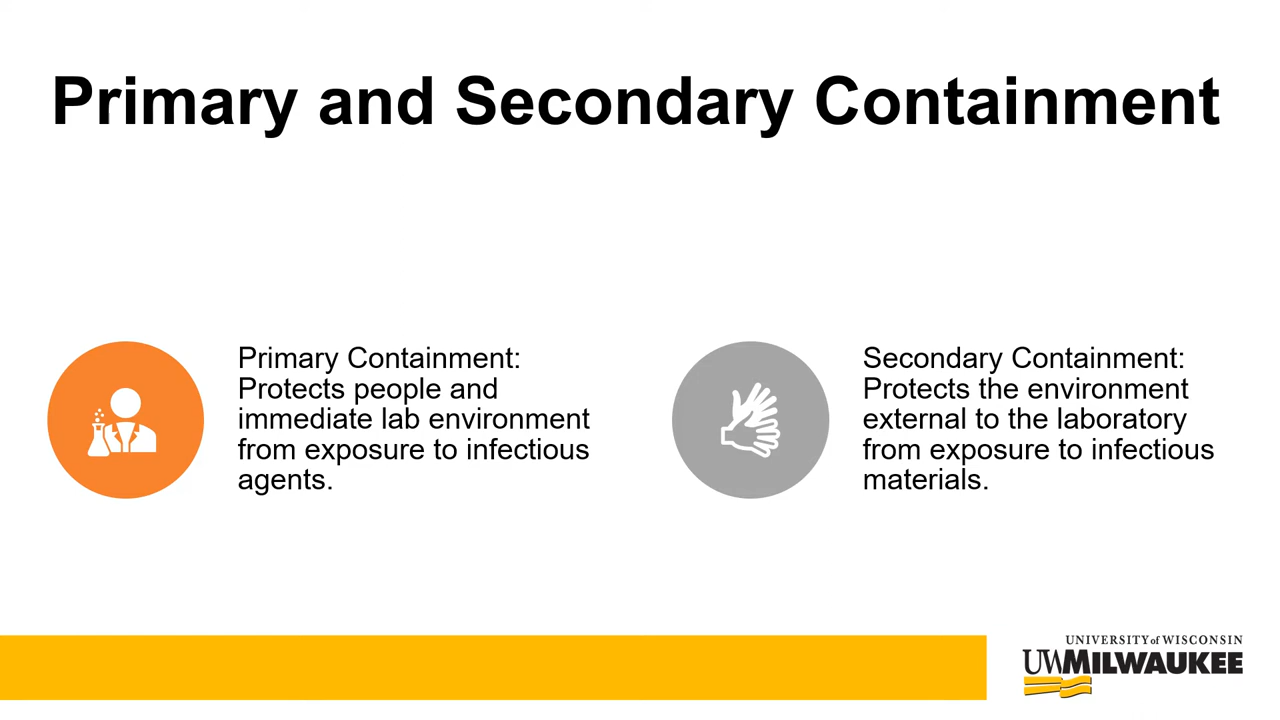 Primary and Secondary Containment
Primary Containment:
Protects people and
immediate lab environment
from exposure to infectious
agents.
Secondary Containment:
Protects the environment
external to the laboratory
from exposure to infectious
materials.
UNIVERSITY of WISCONSIN
UWMILWAUKEE